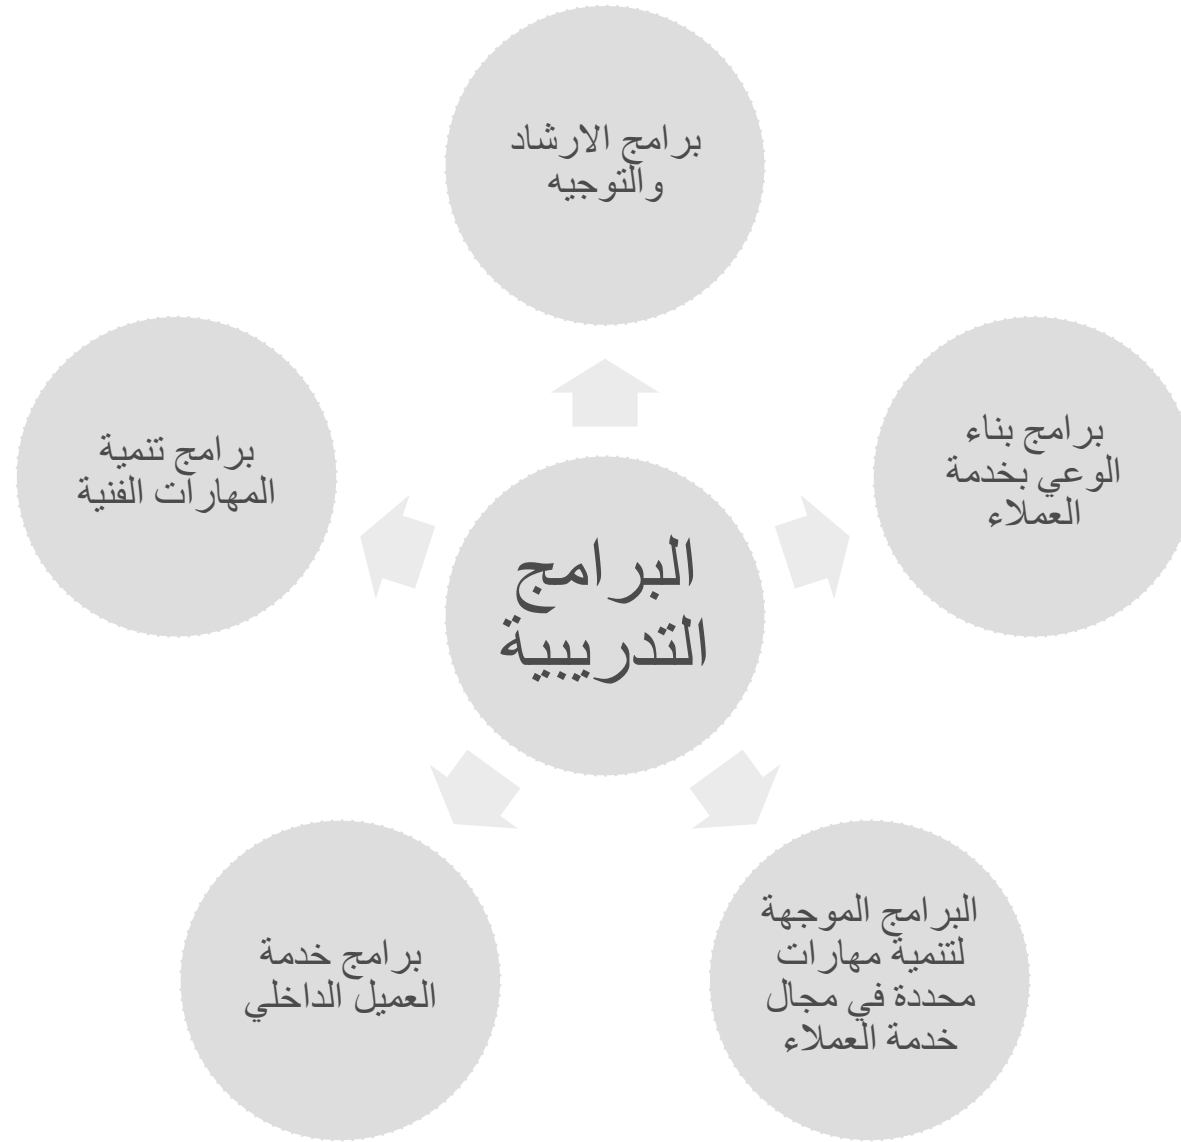 برامج الارشاد
والتوجيه
برامج بناء
الوعي بخدمة
العملاء
برامج تنمية
المهارات الفنية
البرامج
التدريبية
البرامج الموجهة
لتنمية مهارات
محددة في مجال
خدمة العملاء
برامج خدمة
العميل الداخلي